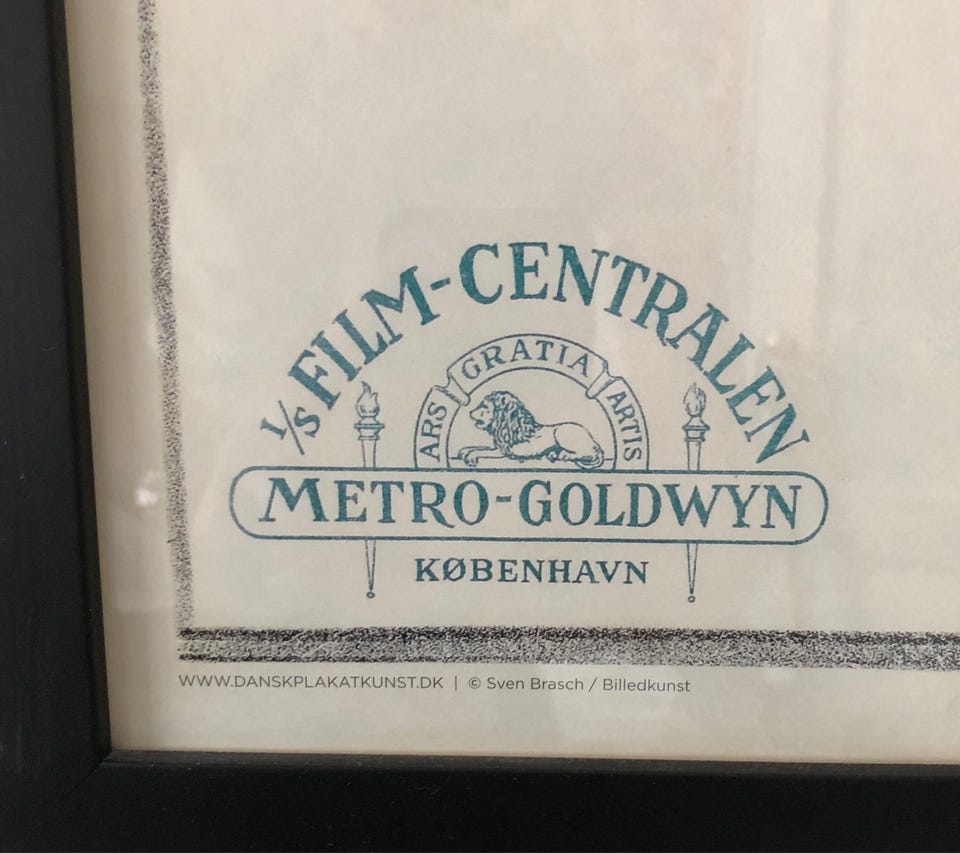 I/S FILM-CENTRALEN
ARS GRATIA ARTIS
METRO-GOLDWYN
KØBENHAVN
WWW.DANSKPLAKATKUNST.DK | © Sven Brasch / Billedkunst